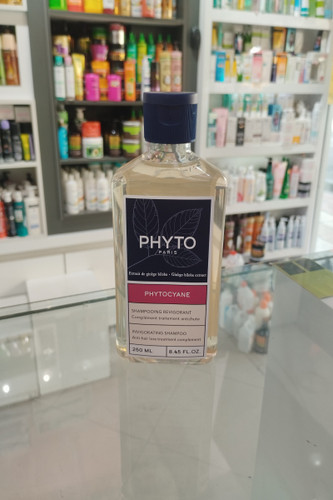 PHYTO
PARIS
Extrait de ginkgo biloba • Ginkgo biloba extract
PHYTOCYANE
SHAMPOOING REVIGORANT
Complément traitement antichute
INVIGORATING SHAMPOO
Anti-hair loss treatment complement
250 ML
8.45 FL.OZ.